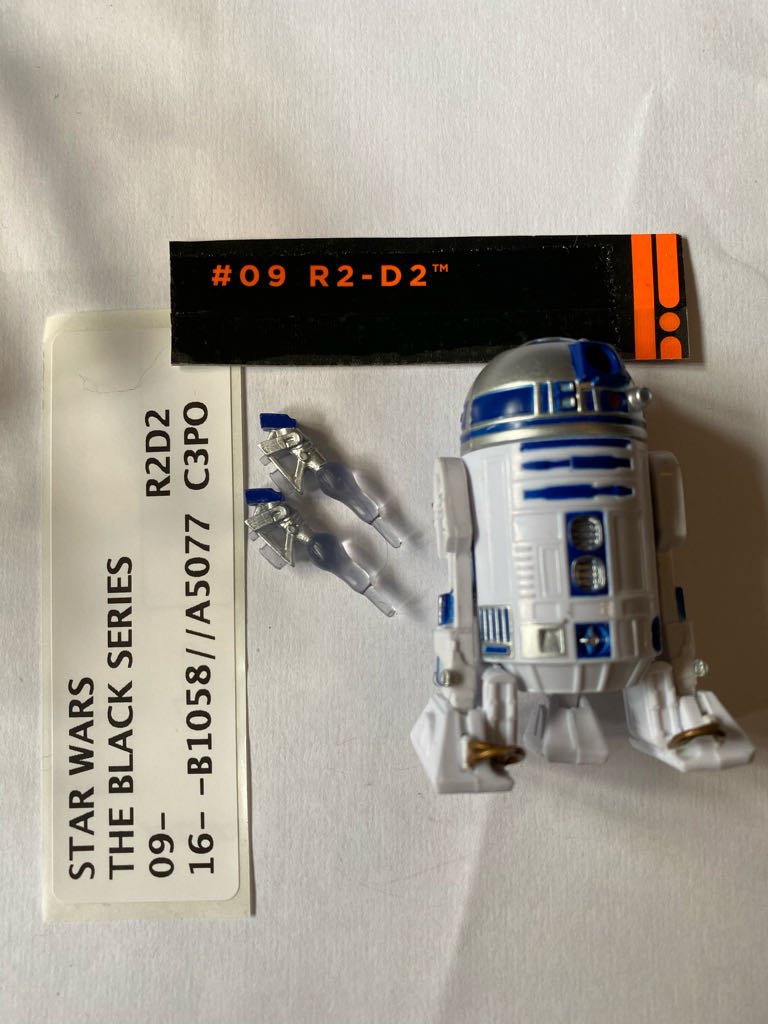 #09 R2-D2™
STAR WARS
THE BLACK SERIES
09- R2D2
16- -B1058//A5077 C3PO